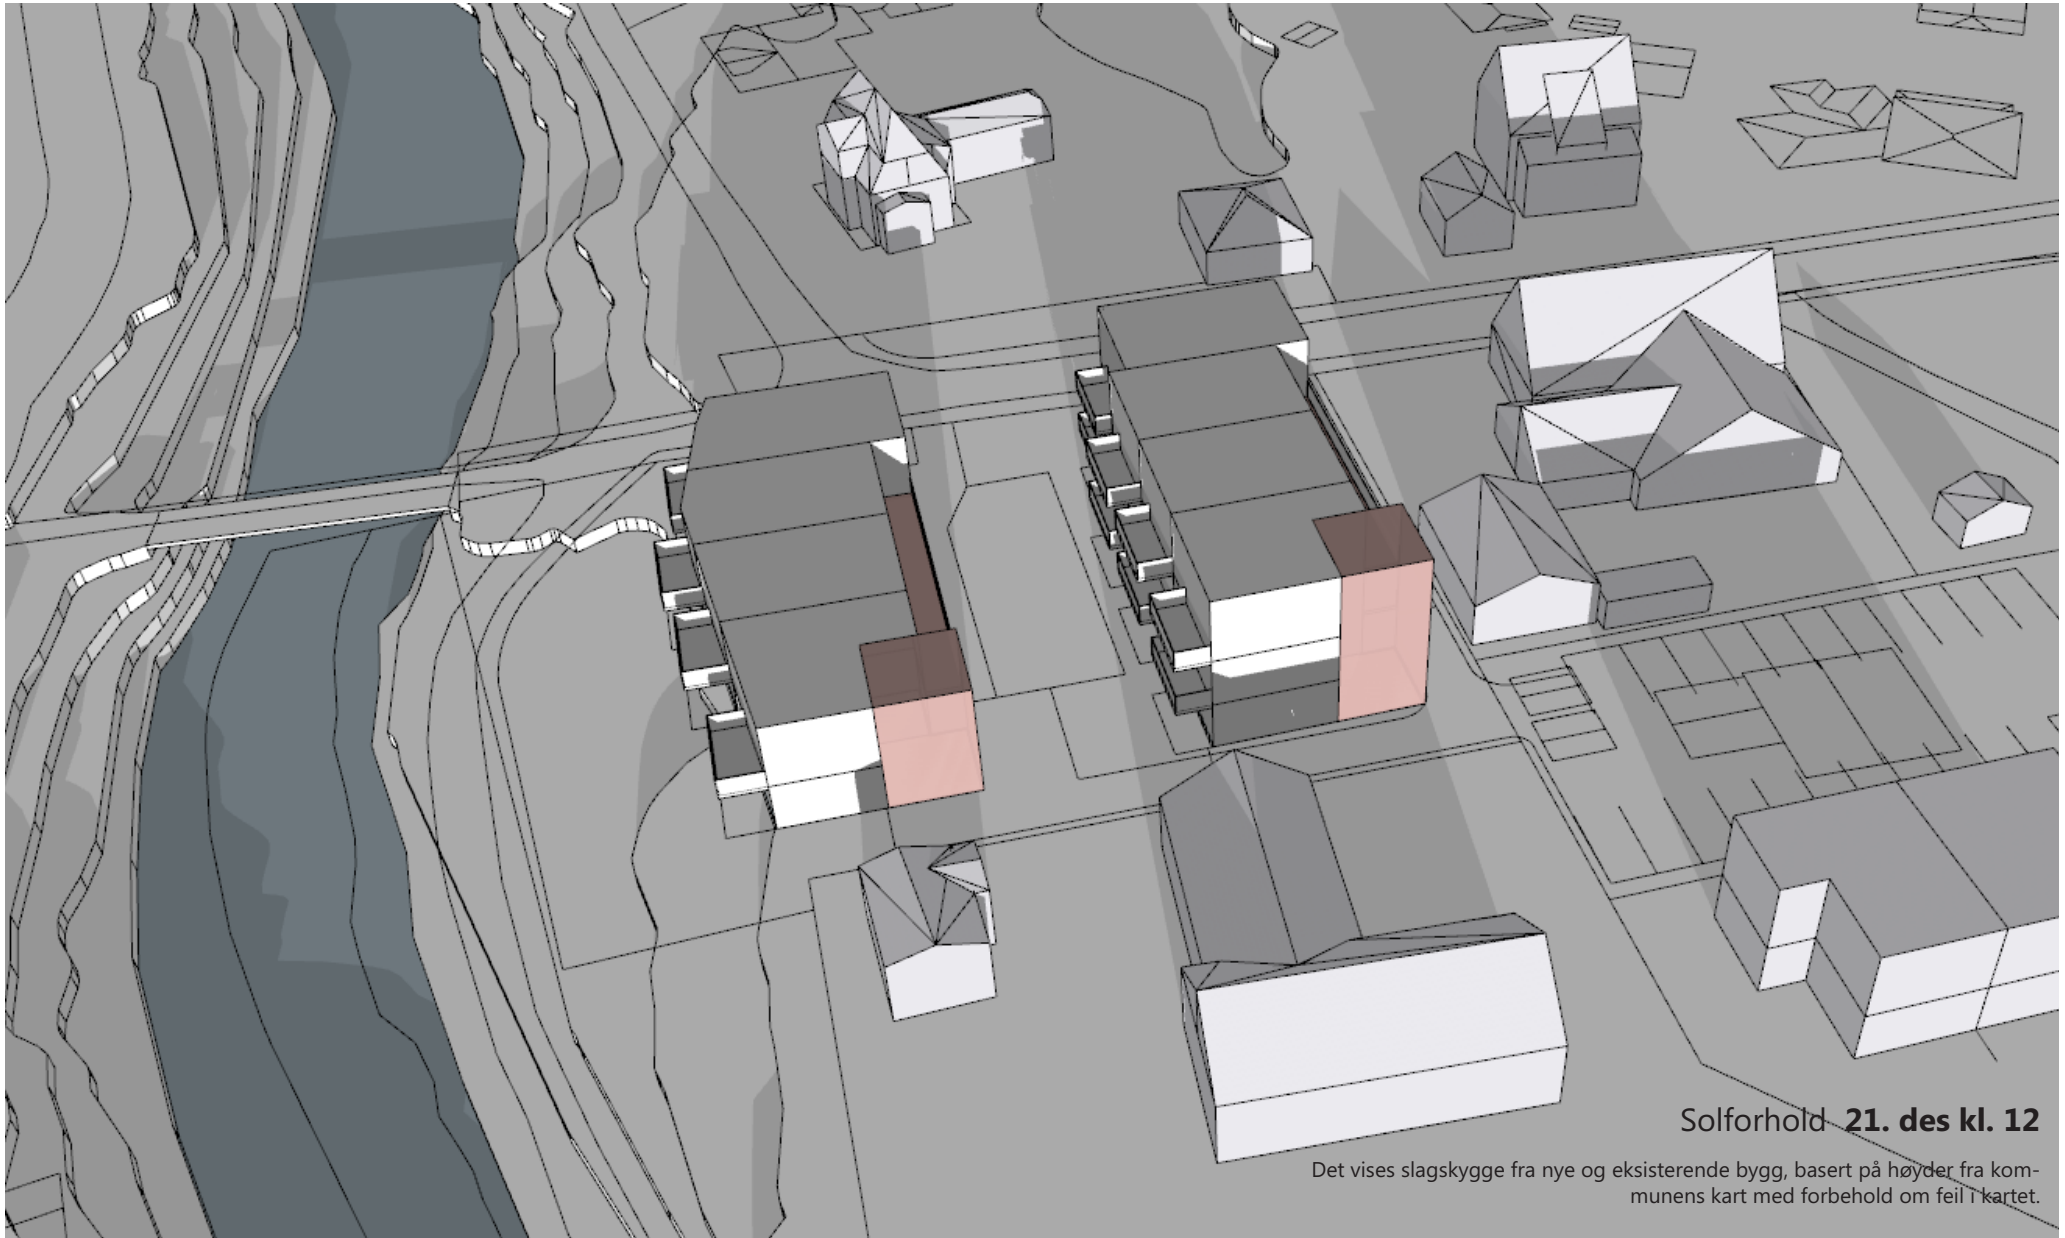 Solforhold 21. des kl. 12
Det vises slagskygge fra nye og eksisterende bygg, basert på høyder fra kom-
munens kart med forbehold om feil i kartet.